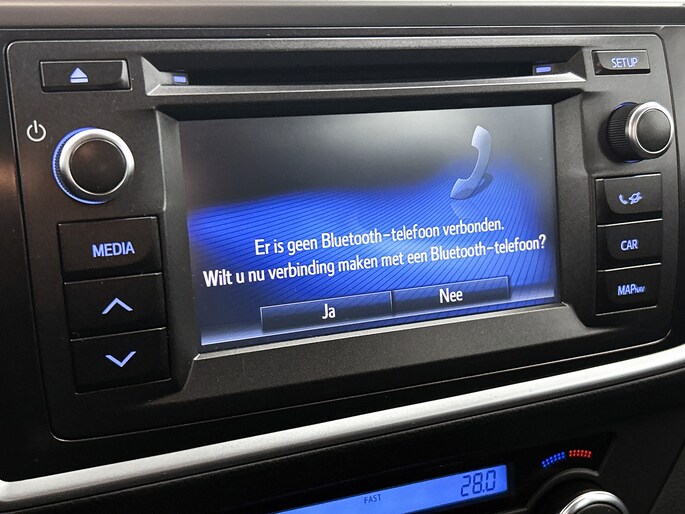 SETUP
MEDIA
CAR
MAPNAV
Er is geen Bluetooth-telefoon verbonden.
Wilt u nu verbinding maken met een Bluetooth-telefoon?
Ja
Nee
FAST
28.0